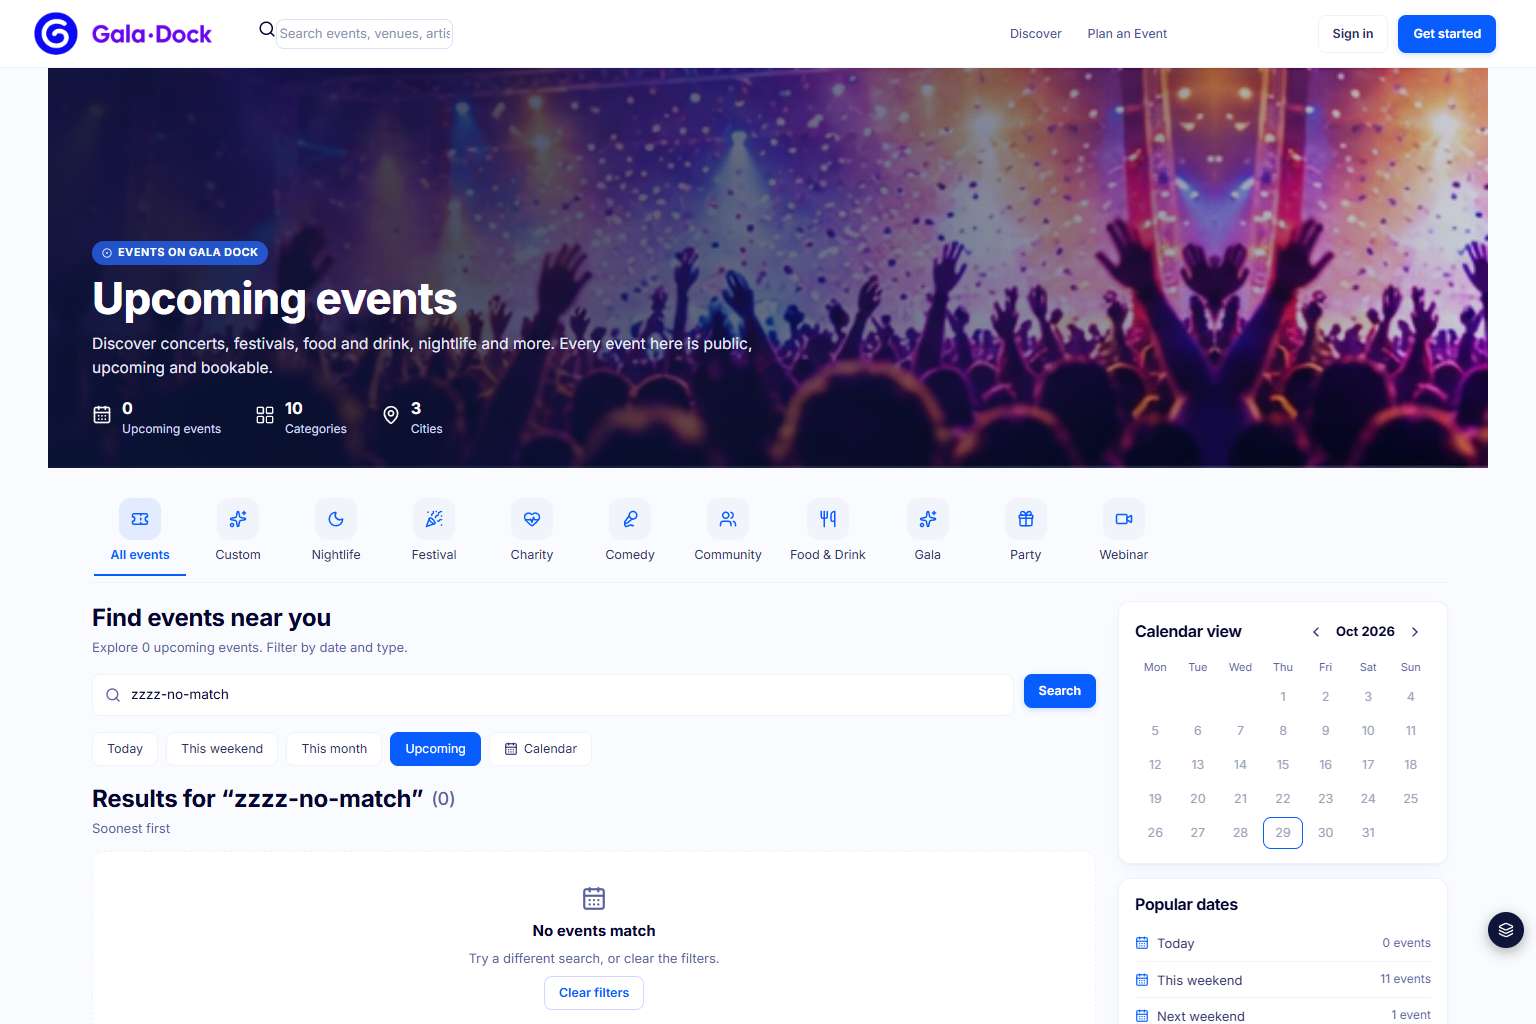 Gala·Dock
Search events, venues, artis
Discover
Plan an Event
Sign in
Get started
EVENTS ON GALA DOCK
Upcoming events
Discover concerts, festivals, food and drink, nightlife and more. Every event here is public,
upcoming and bookable.
0
Upcoming events
10
Categories
3
Cities
All events
Custom
Nightlife
Festival
Charity
Comedy
Community
Food & Drink
Gala
Party
Webinar
Find events near you
Explore 0 upcoming events. Filter by date and type.
zzzz-no-match
Search
Today
This weekend
This month
Upcoming
Calendar
Results for “zzzz-no-match” (0)
Soonest first
No events match
Try a different search, or clear the filters.
Clear filters
Calendar view
Oct 2026
Mon Tue Wed Thu Fri Sat Sun
1 2 3 4
5 6 7 8 9 10 11
12 13 14 15 16 17 18
19 20 21 22 23 24 25
26 27 28 29 30 31
Popular dates
Today 0 events
This weekend 11 events
Next weekend 1 event